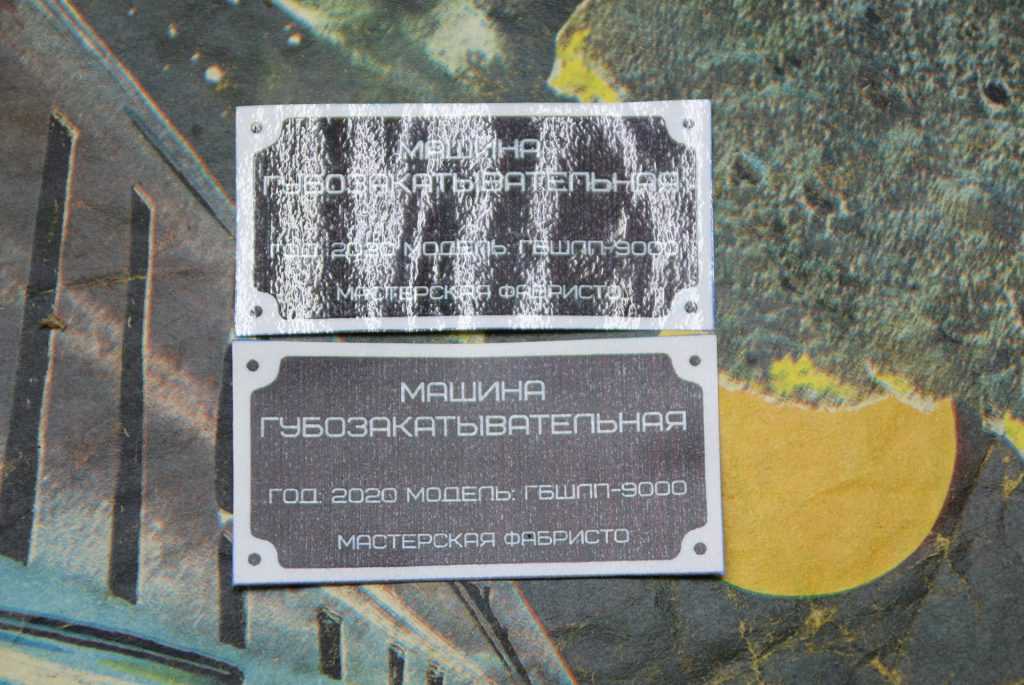 МАШИНА
ГУБОЗАКАТЫВАТЕЛЬНАЯ
ГОД: 2020 МОДЕЛЬ: ГБШЛП-9000
МАСТЕРСКАЯ ФАБРИСТО
МАШИНА
ГУБОЗАКАТЫВАТЕЛЬНАЯ
ГОД: 2020 МОДЕЛЬ: ГБШЛП-9000
МАСТЕРСКАЯ ФАБРИСТО